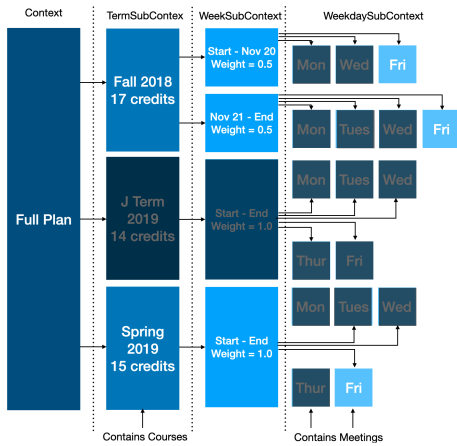 Context
TermSubContex
WeekSubContext
WeekdaySubContext
Full Plan
Fall 2018
17 credits
Start - Nov 20
Weight = 0.5
Mon
Wed
Fri
Nov 21 - End
Weight = 0.5
Mon
Tues
Wed
Fri
J Term
2019
14 credits
Start - End
Weight = 1.0
Mon
Tues
Wed
Thur
Fri
Spring
2019
15 credits
Start - End
Weight = 1.0
Mon
Tues
Wed
Thur
Fri
Contains Courses
Contains Meetings